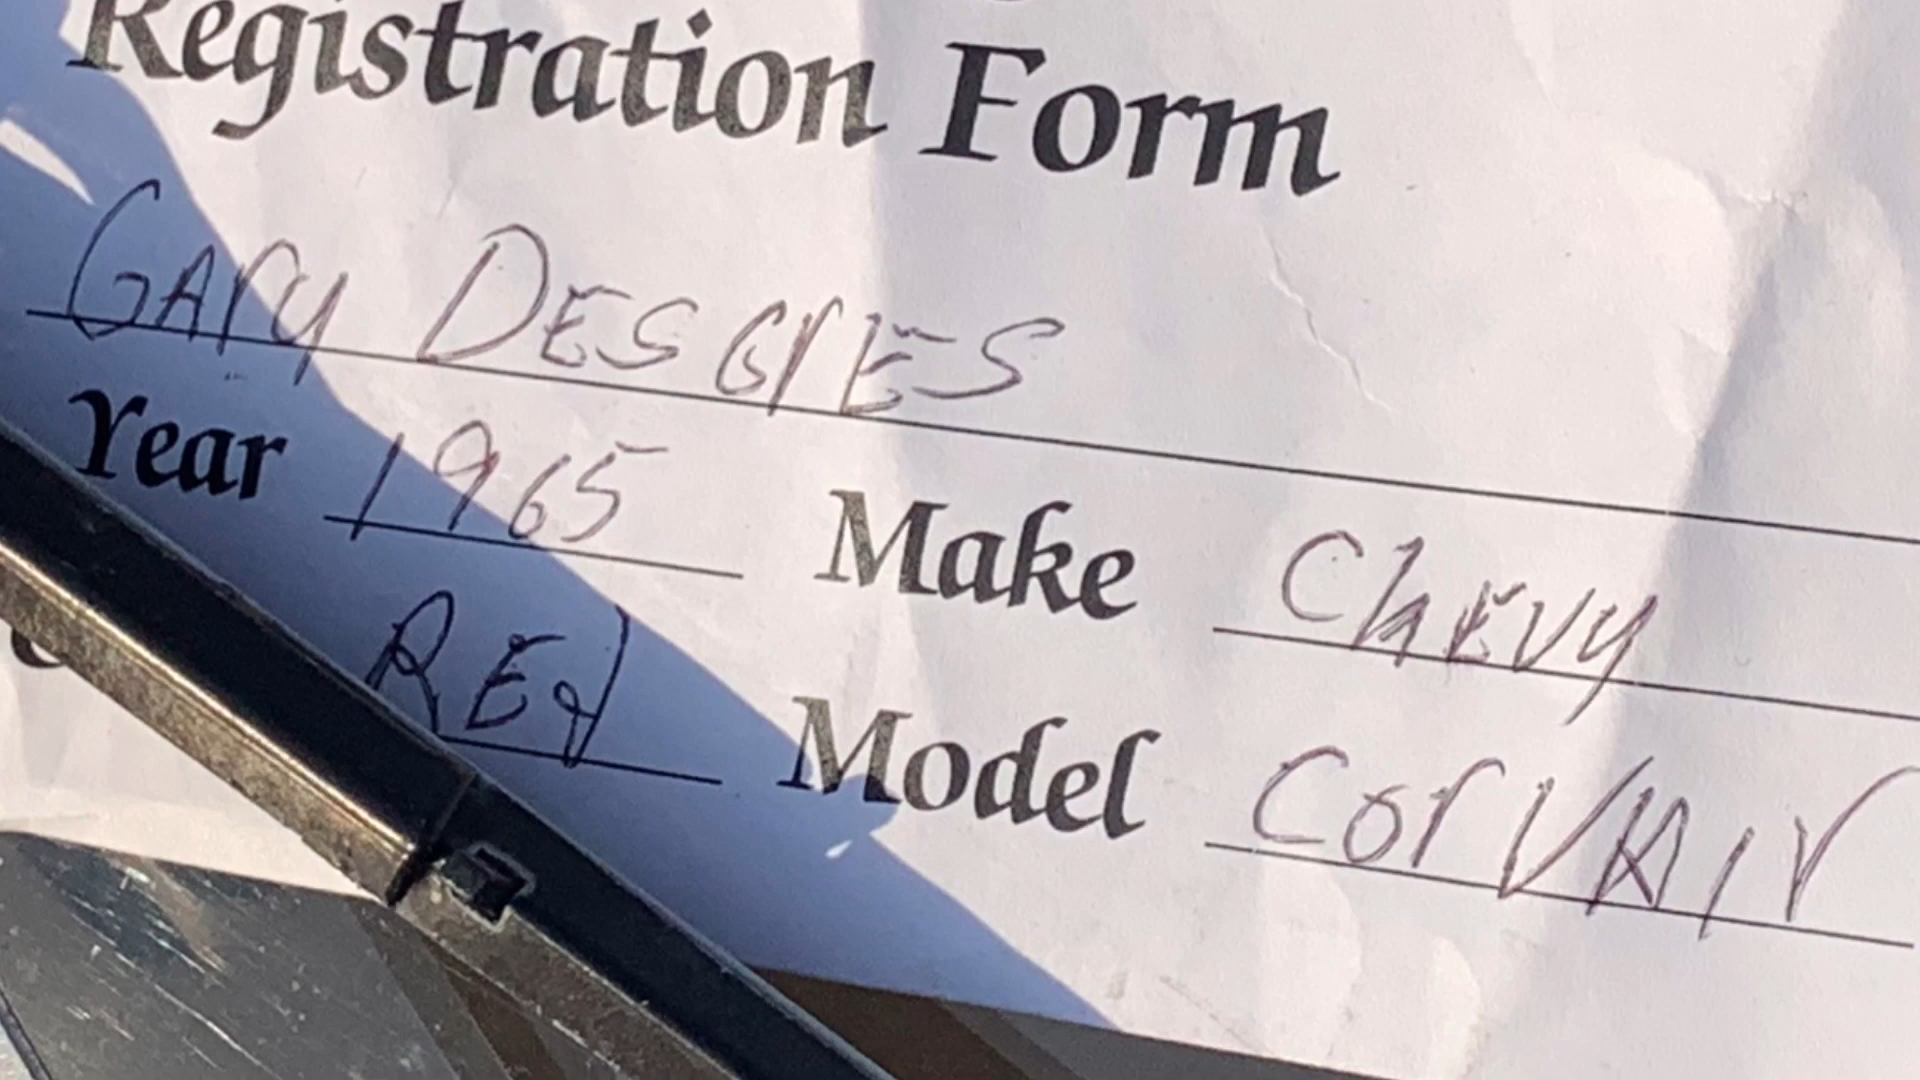 Registration Form
Gary DESGrES
Year 1965 Make ChEVy
REd Model CorVAIr